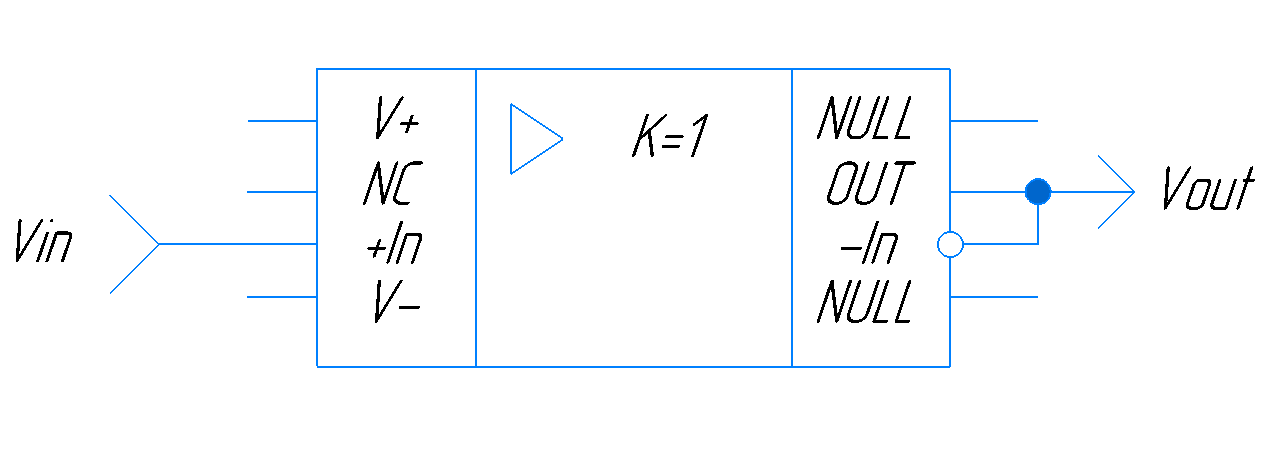 Vin
V+
NC
+In
V-
K=1
NULL
OUT
-In
NULL
Vout